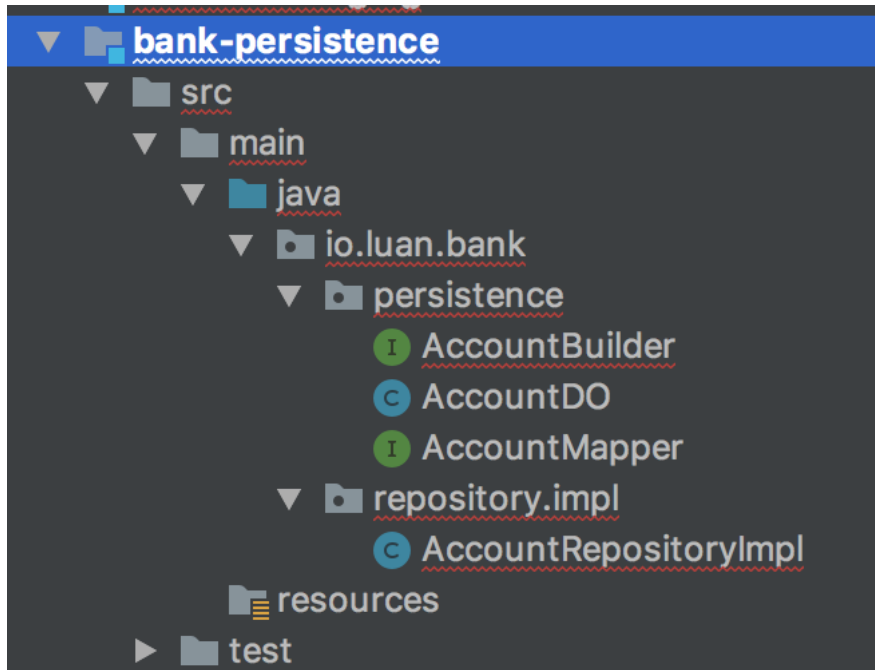 bank-persistence
src
main
java
io.luan.bank
persistence
I AccountBuilder
C AccountDO
I AccountMapper
repository.impl
C AccountRepositoryImpl
resources
test